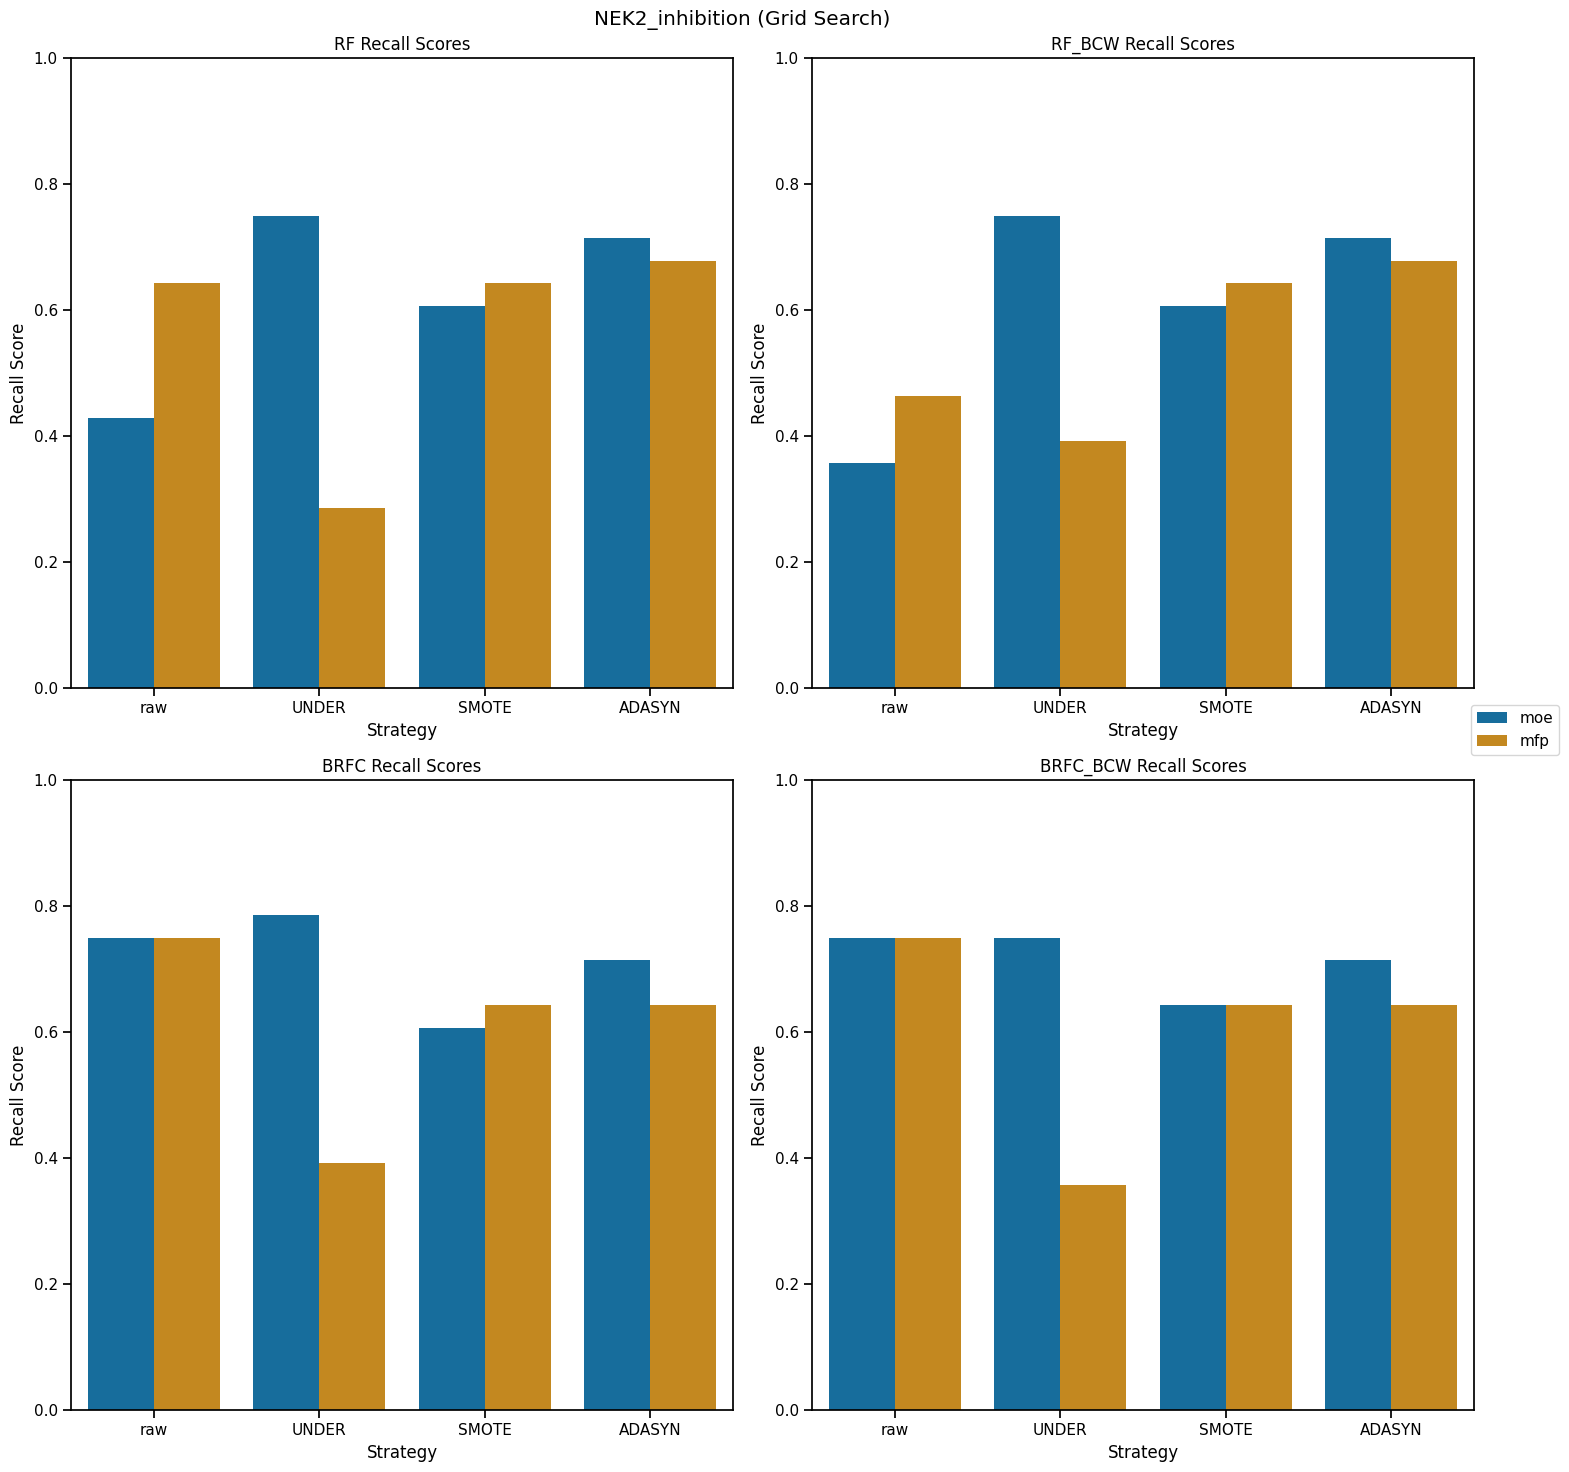 NEK2_inhibition (Grid Search)
RF Recall Scores
1.0
0.8
0.6
0.4
0.2
0.0
Recall Score
raw UNDER SMOTE ADASYN
Strategy
RF_BCW Recall Scores
1.0
0.8
0.6
0.4
0.2
0.0
Recall Score
raw UNDER SMOTE ADASYN
Strategy
moe
mfp
BRFC Recall Scores
1.0
0.8
0.6
0.4
0.2
0.0
Recall Score
raw UNDER SMOTE ADASYN
Strategy
BRFC_BCW Recall Scores
1.0
0.8
0.6
0.4
0.2
0.0
Recall Score
raw UNDER SMOTE ADASYN
Strategy